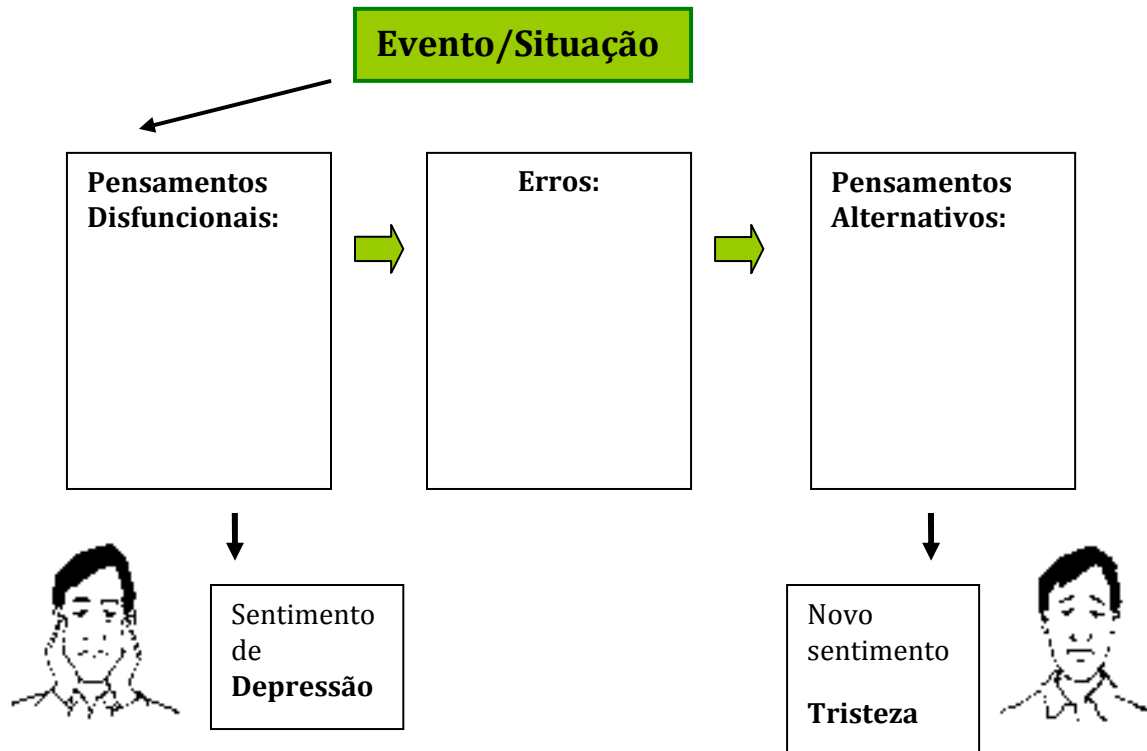 Evento/Situação
Pensamentos
Disfuncionais:
Erros:
Pensamentos
Alternativos:
Sentimento
de
Depressão
Novo
sentimento
Tristeza